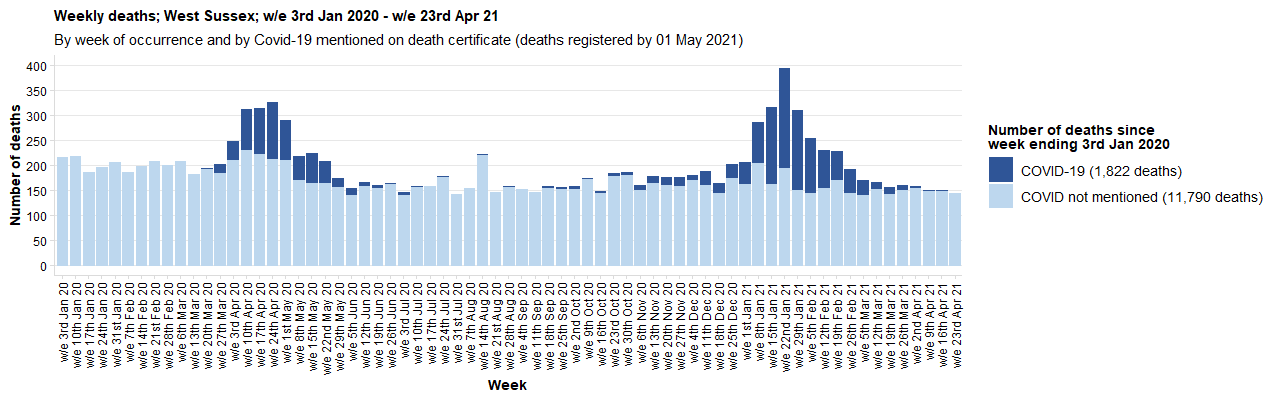 Weekly deaths; West Sussex; w/e 3rd Jan 2020 - w/e 23rd Apr 21
By week of occurrence and by Covid-19 mentioned on death certificate (deaths registered by 01 May 2021)
Number of deaths
400
350
300
250
200
150
100
50
0
w/e 3rd Jan 20
w/e 10th Jan 20
w/e 17th Jan 20
w/e 24th Jan 20
w/e 31st Jan 20
w/e 7th Feb 20
w/e 14th Feb 20
w/e 21st Feb 20
w/e 28th Feb 20
w/e 6th Mar 20
w/e 13th Mar 20
w/e 20th Mar 20
w/e 27th Mar 20
w/e 3rd Apr 20
w/e 10th Apr 20
w/e 17th Apr 20
w/e 24th Apr 20
w/e 1st May 20
w/e 8th May 20
w/e 15th May 20
w/e 22nd May 20
w/e 29th May 20
w/e 5th Jun 20
w/e 12th Jun 20
w/e 19th Jun 20
w/e 26th Jun 20
w/e 3rd Jul 20
w/e 10th Jul 20
w/e 17th Jul 20
w/e 24th Jul 20
w/e 31st Jul 20
w/e 7th Aug 20
w/e 14th Aug 20
w/e 21st Aug 20
w/e 28th Aug 20
w/e 4th Sep 20
w/e 11th Sep 20
w/e 18th Sep 20
w/e 25th Sep 20
w/e 2nd Oct 20
w/e 9th Oct 20
w/e 16th Oct 20
w/e 23rd Oct 20
w/e 30th Oct 20
w/e 6th Nov 20
w/e 13th Nov 20
w/e 20th Nov 20
w/e 27th Nov 20
w/e 4th Dec 20
w/e 11th Dec 20
w/e 18th Dec 20
w/e 25th Dec 20
w/e 1st Jan 21
w/e 8th Jan 21
w/e 15th Jan 21
w/e 22nd Jan 21
w/e 29th Jan 21
w/e 5th Feb 21
w/e 12th Feb 21
w/e 19th Feb 21
w/e 26th Feb 21
w/e 5th Mar 21
w/e 12th Mar 21
w/e 19th Mar 21
w/e 26th Mar 21
w/e 2nd Apr 21
w/e 9th Apr 21
w/e 16th Apr 21
w/e 23rd Apr 21
Week
Number of deaths since
week ending 3rd Jan 2020
COVID-19 (1,822 deaths)
COVID not mentioned (11,790 deaths)